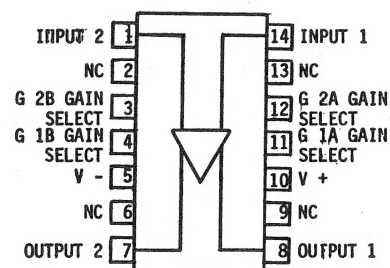 INPUT 2 1 14 INPUT 1
NC 2 13 NC
G 2B GAIN SELECT 3 12 G 2A GAIN SELECT
G 1B GAIN SELECT 4 11 G 1A GAIN SELECT
V - 5 10 V +
NC 6 9 NC
OUTPUT 2 7 8 OUTPUT 1